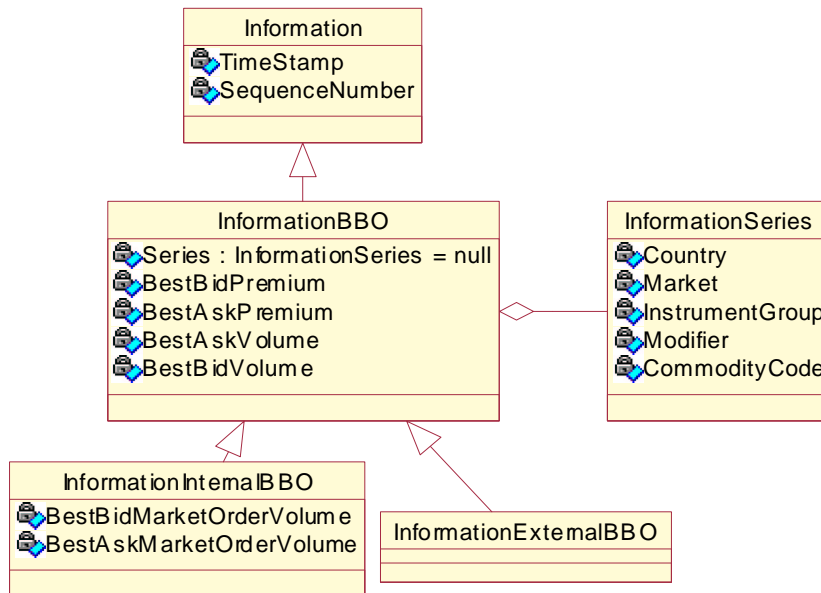 Information
TimeStamp
SequenceNumber
InformationBBO
Series : InformationSeries = null
BestBidPremium
BestAskPremium
BestAskVolume
BestBidVolume
InformationSeries
Country
Market
InstrumentGroup
Modifier
CommodityCode
InformationInternalBBO
BestBidMarketOrderVolume
BestAskMarketOrderVolume
InformationExternalBBO